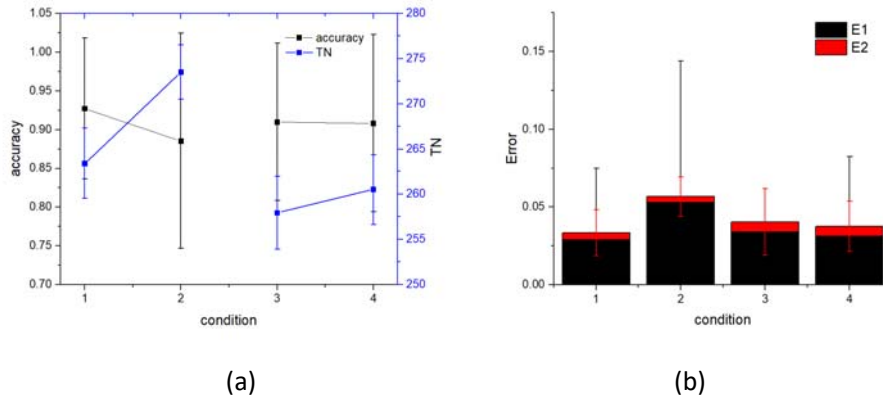 accuracy
TN
1.05
1.00
0.95
0.90
0.85
0.80
0.75
0.70
accuracy
280
275
270
265
260
255
250
TN
1 2 3 4
condition
(a)
E1
E2
0.15
0.10
0.05
0.00
Error
1 2 3 4
condition
(b)